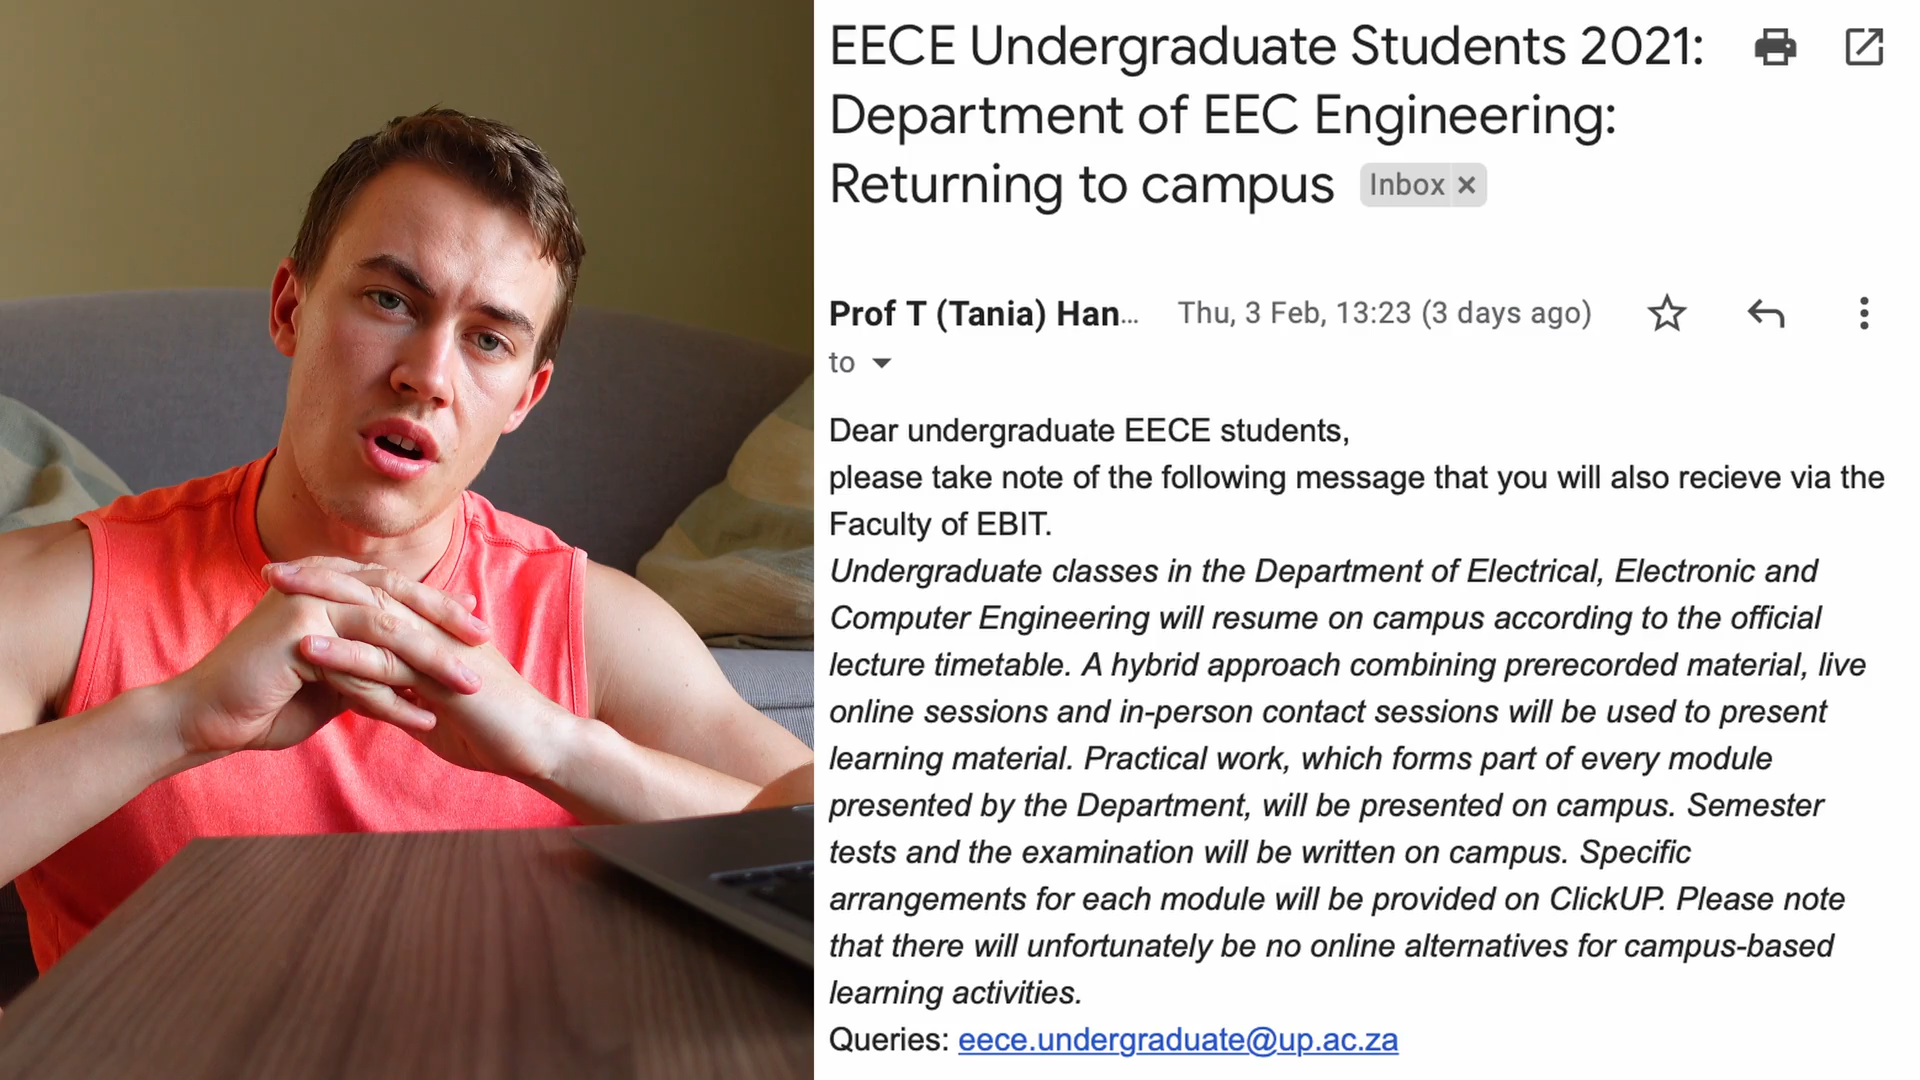 EECE Undergraduate Students 2021:
Department of EEC Engineering:
Returning to campus Inbox ×
Prof T (Tania) Han... Thu, 3 Feb, 13:23 (3 days ago)
to
Dear undergraduate EECE students,
please take note of the following message that you will also recieve via the
Faculty of EBIT.
Undergraduate classes in the Department of Electrical, Electronic and
Computer Engineering will resume on campus according to the official
lecture timetable. A hybrid approach combining prerecorded material, live
online sessions and in-person contact sessions will be used to present
learning material. Practical work, which forms part of every module
presented by the Department, will be presented on campus. Semester
tests and the examination will be written on campus. Specific
arrangements for each module will be provided on ClickUP. Please note
that there will unfortunately be no online alternatives for campus-based
learning activities.
Queries: eece.undergraduate@up.ac.za